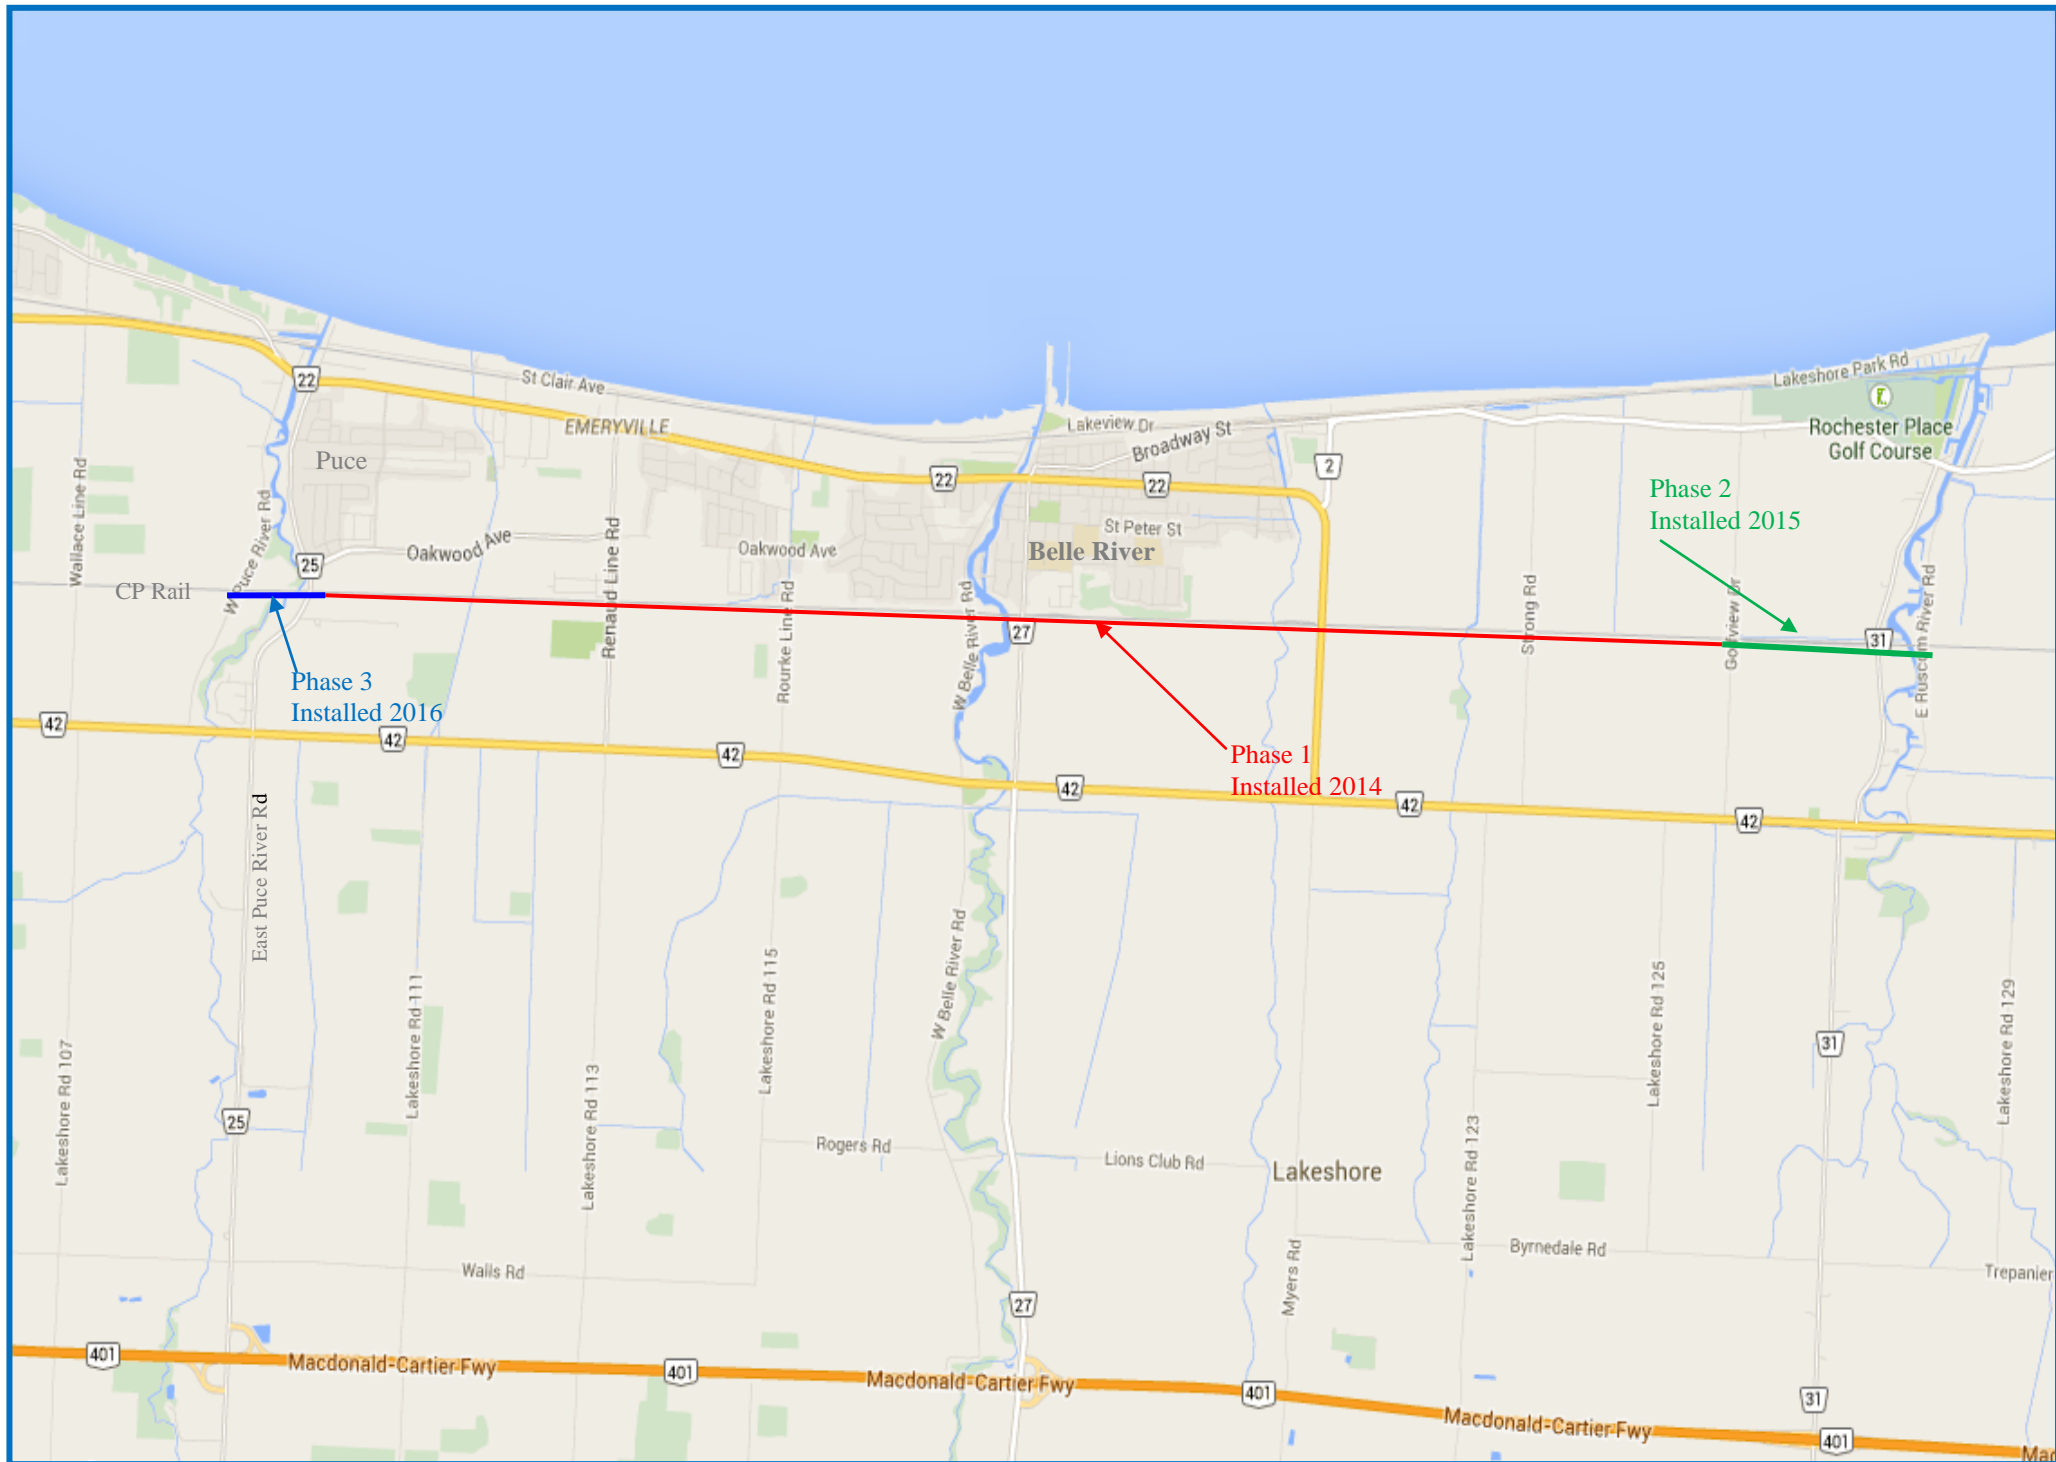 St Clair Ave
Lakeshore Park Rd
22
EMERYVILLE
Lakeview Dr
Broadway St
Rochester Place
Golf Course
Puce
22
22
2
Wallace Line Rd
W Puce River Rd
Phase 2
Installed 2015
St Peter St
Oakwood Ave
Oakwood Ave
Belle River
25
Renaud Line Rd
Rourke Line Rd
W Belle River Rd
Strong Rd
Golfview Dr
E Ruscom River Rd
CP Rail
27
31
Phase 3
Installed 2016
42
42
42
Phase 1
Installed 2014
42
42
42
East Puce River Rd
W Belle River Rd
Lakeshore Rd 107
Lakeshore Rd 111
Lakeshore Rd 113
Lakeshore Rd 115
Lakeshore Rd 123
Lakeshore Rd 125
Lakeshore Rd 129
31
25
Rogers Rd
Lions Club Rd
Lakeshore
Myers Rd
Byrnedale Rd
Walls Rd
Trepanier
27
401
Macdonald-Cartier Fwy
401
Macdonald-Cartier Fwy
401
Macdonald-Cartier Fwy
31
401
Mac